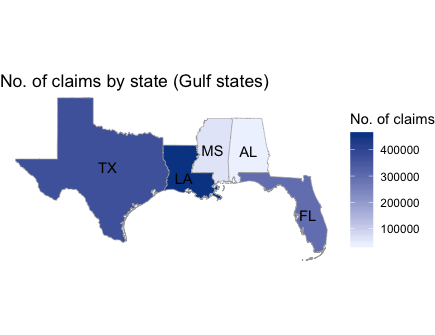 No. of claims by state (Gulf states)
No. of claims
400000
300000
200000
100000
TX
LA
MS
AL
FL